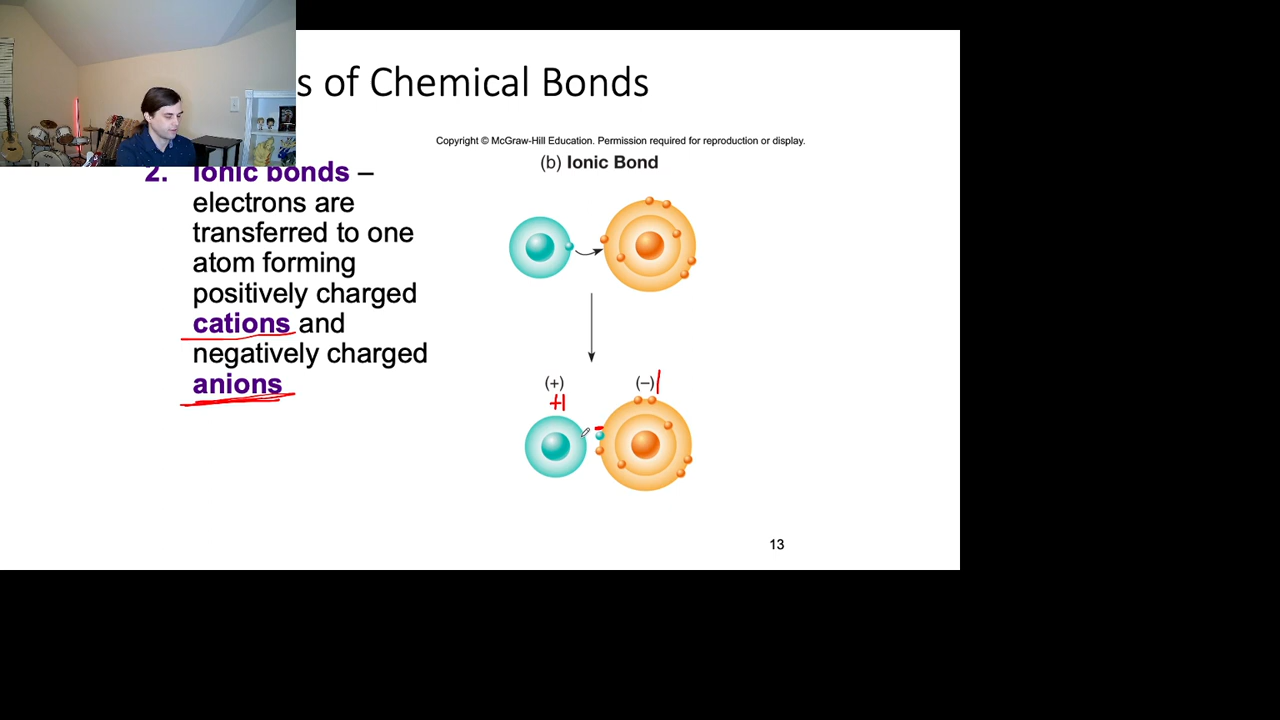 s of Chemical Bonds
Copyright © McGraw-Hill Education. Permission required for reproduction or display.
(b) Ionic Bond
2. Ionic bonds –
electrons are
transferred to one
atom forming
positively charged
cations and
negatively charged
anions
(+)
(–)
+1
13